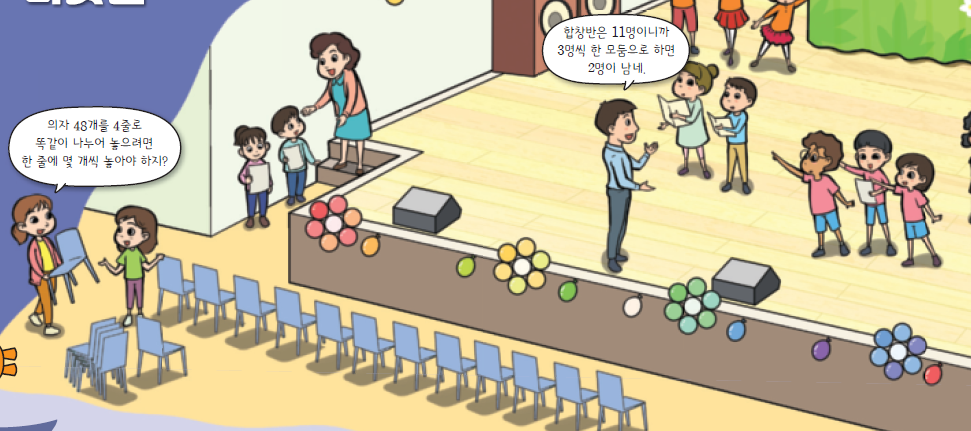 의자 48개를 4줄로
똑같이 나누어 놓으려면
한 줄에 몇 개씩 놓아야 하지?
합창반은 11명이니까
3명씩 한 모둠으로 하면
2명이 남네.